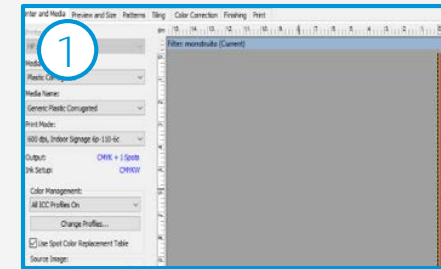 Printer and Media Preview and Size Patterns Tiling Color Correction Finishing Print
1
Filter: monstruito (Current)
Plastic Corrugated
Media Name:
Generic Plastic Corrugated
Print Mode:
600 dpi, Indoor Signage 6p-110-6c
Output: CMYK + 1 Spots
Ink Setup: CMYKW
Color Management:
All ICC Profiles On
Change Profiles...
Use Spot Color Replacement Table
Source Image: